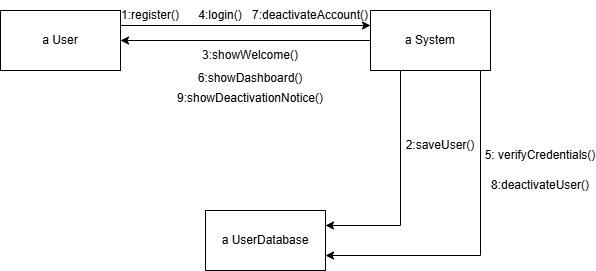 1:register() 4:login() 7:deactivateAccount()
a User
a System
3:showWelcome()
6:showDashboard()
9:showDeactivationNotice()
2:saveUser()
5: verifyCredentials()
8:deactivateUser()
a UserDatabase